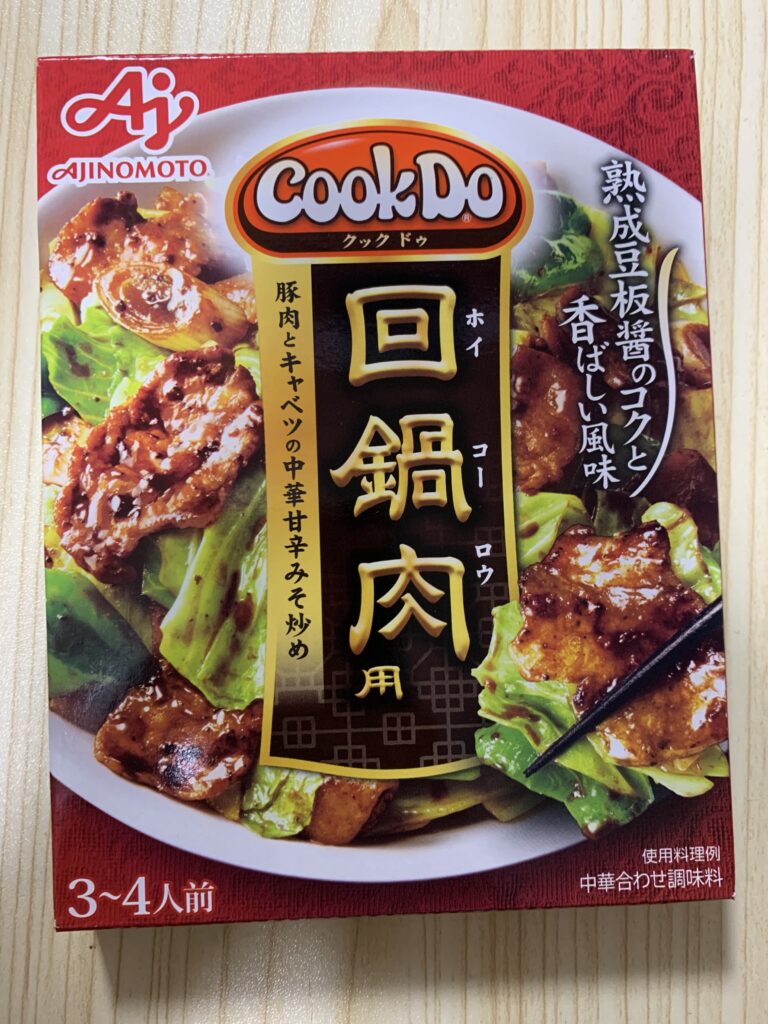 Aj
AJINOMOTO®
CookDo®
クック ドゥ
熟成豆板醤のコクと
香ばしい風味
回鍋肉用
ホイ コー ロウ
豚肉とキャベツの中華甘辛みそ炒め
使用料理例
中華合わせ調味料
3~4人前